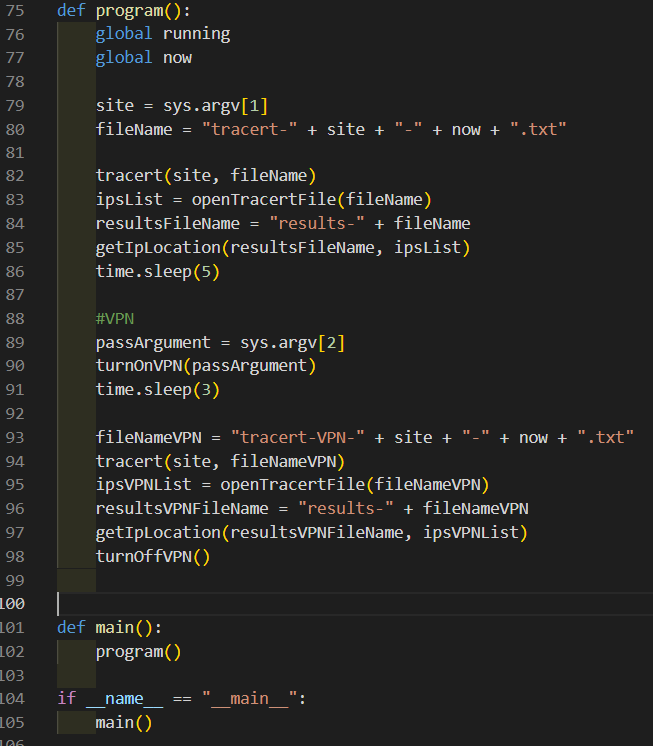 75 def program():
76     global running
77     global now
78
79     site = sys.argv[1]
80     fileName = "tracert-" + site + "-" + now + ".txt"
81
82     tracert(site, fileName)
83     ipsList = openTracertFile(fileName)
84     resultsFileName = "results-" + fileName
85     getIpLocation(resultsFileName, ipsList)
86     time.sleep(5)
87
88     #VPN
89     passArgument = sys.argv[2]
90     turnOnVPN(passArgument)
91     time.sleep(3)
92
93     fileNameVPN = "tracert-VPN-" + site + "-" + now + ".txt"
94     tracert(site, fileNameVPN)
95     ipsVPNList = openTracertFile(fileNameVPN)
96     resultsVPNFileName = "results-" + fileNameVPN
97     getIpLocation(resultsVPNFileName, ipsVPNList)
98     turnOffVPN()
99
100
101 def main():
102     program()
103
104 if __name__ == "__main__":
105     main()
106